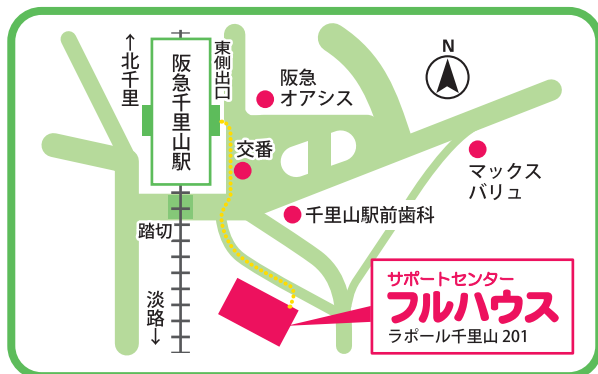 ←北千里
阪急千里山駅
東側出口
阪急
オアシス
N
交番
マックス
バリュ
千里山駅前歯科
踏切
淡路→
サポートセンター
フルハウス
ラポール千里山 201